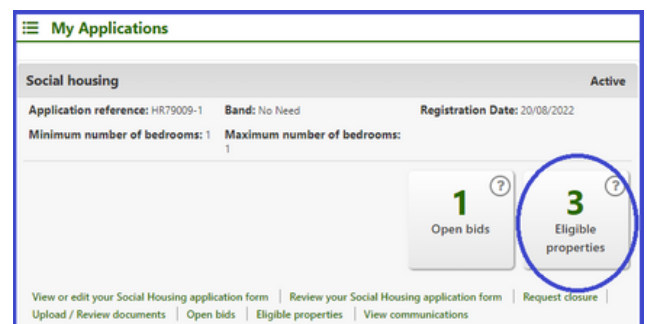 My Applications
Social housing Active
Application reference: HR79009-1 Band: No Need Registration Date: 20/08/2022
Minimum number of bedrooms: 1 Maximum number of bedrooms:
1
? ?
1 3
Open bids Eligible
properties
View or edit your Social Housing application form | Review your Social Housing application form | Request closure |
Upload / Review documents | Open bids | Eligible properties | View communications